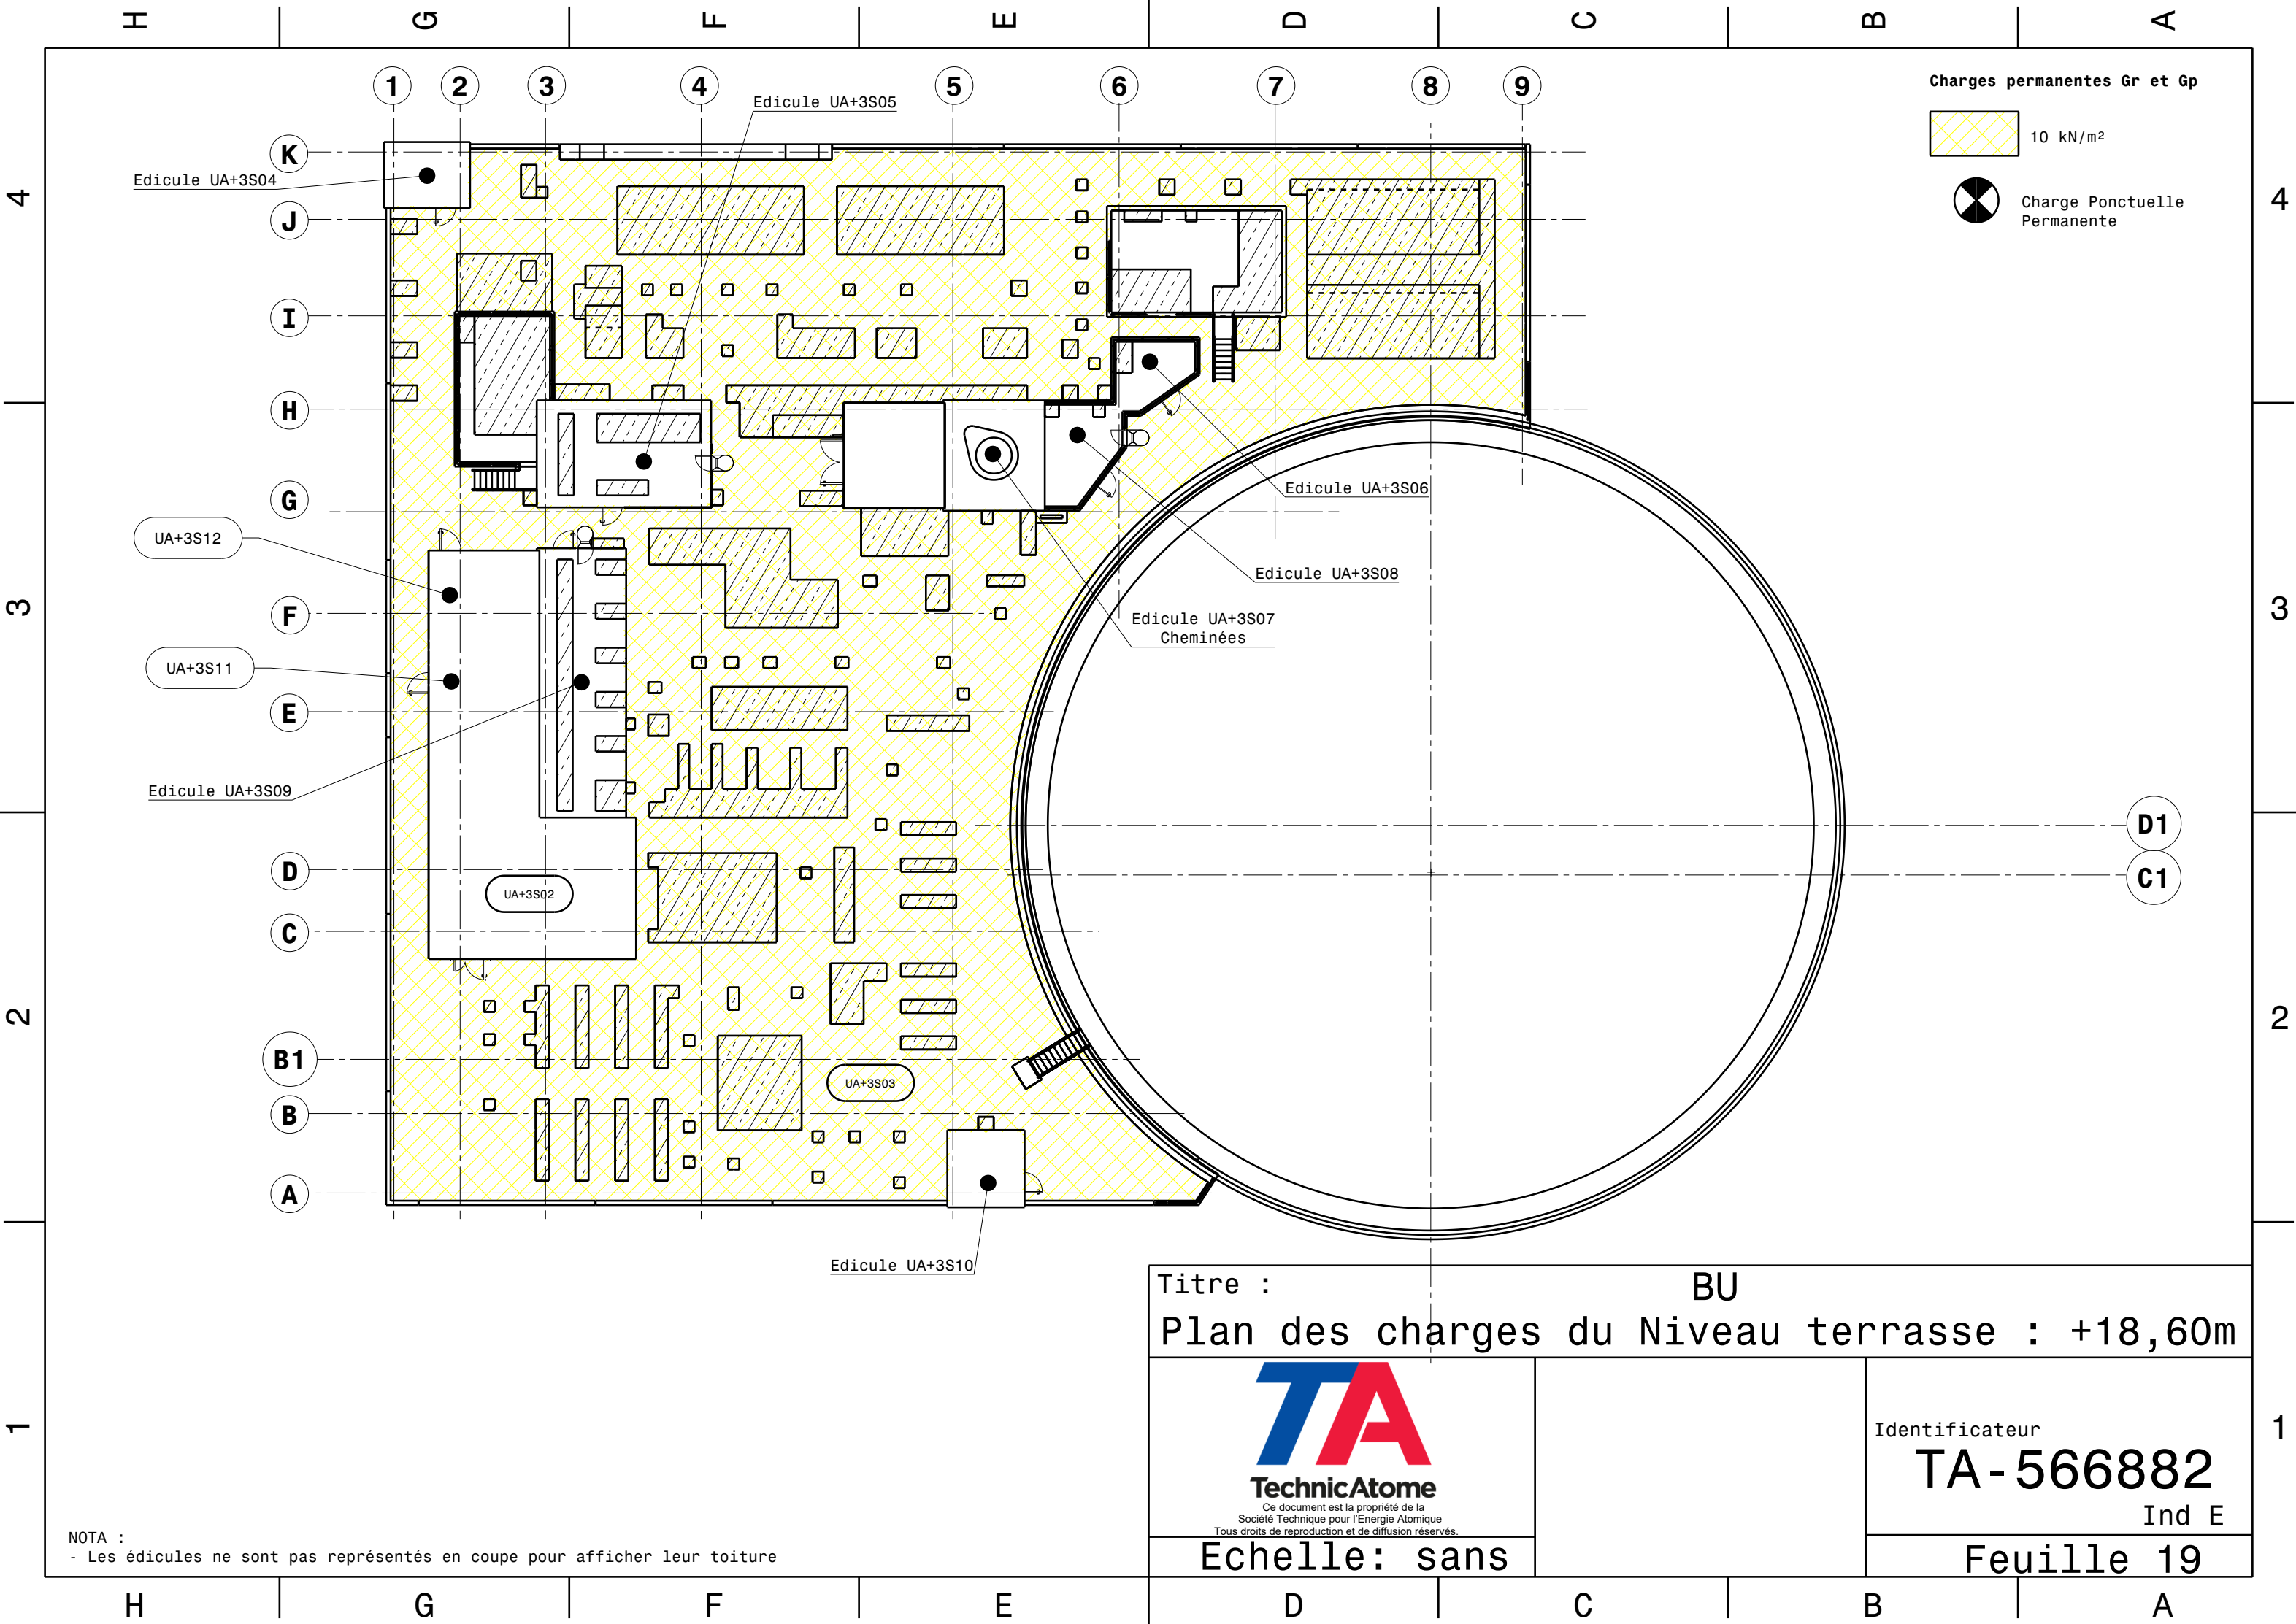 H G F E D C B A
1 2 3 4 5 6 7 8 9
Charges permanentes Gr et Gp
10 kN/m²
Charge Ponctuelle
Permanente
Edicule UA+3S05
K
Edicule UA+3S04
4
4
J
I
H
G
Edicule UA+3S06
UA+3S12
Edicule UA+3S08
3
3
F
Edicule UA+3S07
Cheminées
UA+3S11
E
Edicule UA+3S09
D1
D
C1
UA+3S02
C
2
2
B1
UA+3S03
B
A
Edicule UA+3S10
Titre :
BU
Plan des charges du Niveau terrasse : +18,60m
TA
TechnicAtome
Ce document est la propriété de la
Société Technique pour l'Energie Atomique
Tous droits de reproduction et de diffusion réservés.
Echelle: sans
1
1
Identificateur
TA-566882
Ind E
Feuille 19
NOTA :
- Les édicules ne sont pas représentés en coupe pour afficher leur toiture
H G F E D C B A